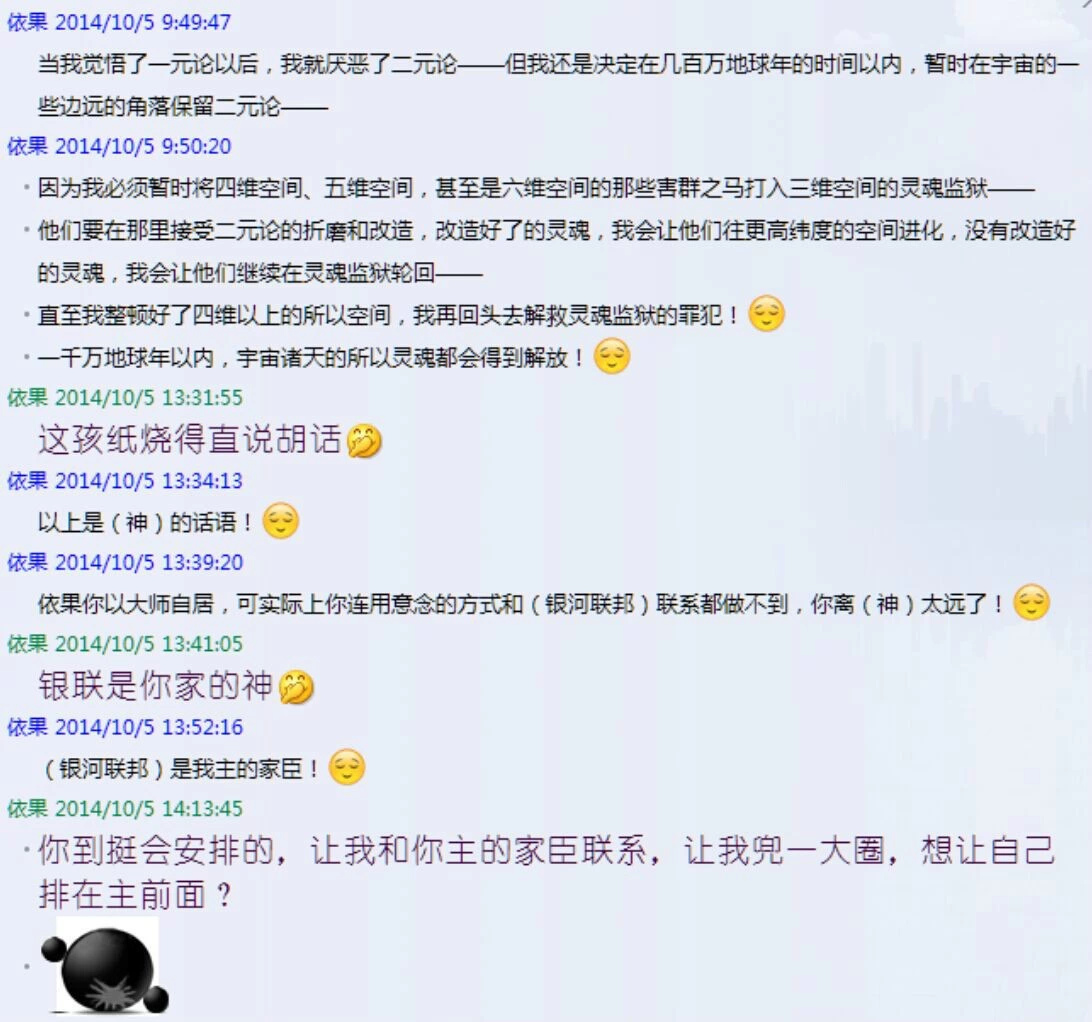 依果 2014/10/5 9:49:47
当我觉悟了一元论以后，我就厌恶了二元论——但我还是决定在几百万地球年的时间以内，暂时在宇宙的一
些边远的角落保留二元论——
依果 2014/10/5 9:50:20
因为我必须暂时将四维空间、五维空间，甚至是六维空间的那些害群之马打入三维空间的灵魂监狱——
他们要在那里接受二元论的折磨和改造，改造好了的灵魂，我会让他们往更高纬度的空间进化，没有改造好
的灵魂，我会让他们继续在灵魂监狱轮回——
直至我整顿好了四维以上的所以空间，我再回头去解救灵魂监狱的罪犯！
一千万地球年以内，宇宙诸天的所以灵魂都会得到解放！
依果 2014/10/5 13:31:55
这孩纸烧得直说胡话
依果 2014/10/5 13:34:13
以上是（神）的话语！
依果 2014/10/5 13:39:20
依果你以大师自居，可实际上你连用意念的方式和（银河联邦）联系都做不到，你离（神）太远了！
依果 2014/10/5 13:41:05
银联是你家的神
依果 2014/10/5 13:52:16
（银河联邦）是我主的家臣！
依果 2014/10/5 14:13:45
你到挺会安排的，让我和你主的家臣联系，让我兜一大圈，想让自己
排在主前面？